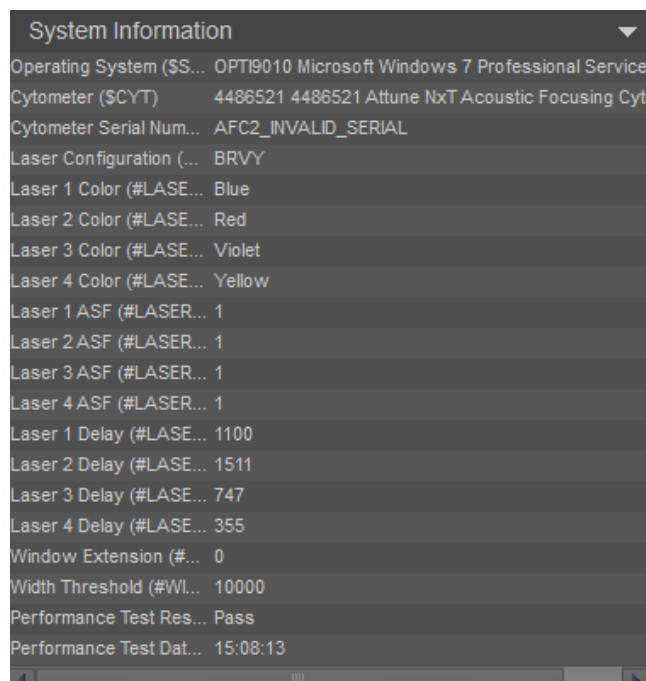 System Information
Operating System ($S... OPTI9010 Microsoft Windows 7 Professional Service
Cytometer ($CYT) 4486521 4486521 Attune NxT Acoustic Focusing Cyt
Cytometer Serial Num... AFC2_INVALID_SERIAL
Laser Configuration (... BRVY
Laser 1 Color (#LASE... Blue
Laser 2 Color (#LASE... Red
Laser 3 Color (#LASE... Violet
Laser 4 Color (#LASE... Yellow
Laser 1 ASF (#LASER... 1
Laser 2 ASF (#LASER... 1
Laser 3 ASF (#LASER... 1
Laser 4 ASF (#LASER... 1
Laser 1 Delay (#LASE... 1100
Laser 2 Delay (#LASE... 1511
Laser 3 Delay (#LASE... 747
Laser 4 Delay (#LASE... 355
Window Extension (#... 0
Width Threshold (#WI... 10000
Performance Test Res... Pass
Performance Test Dat... 15:08:13